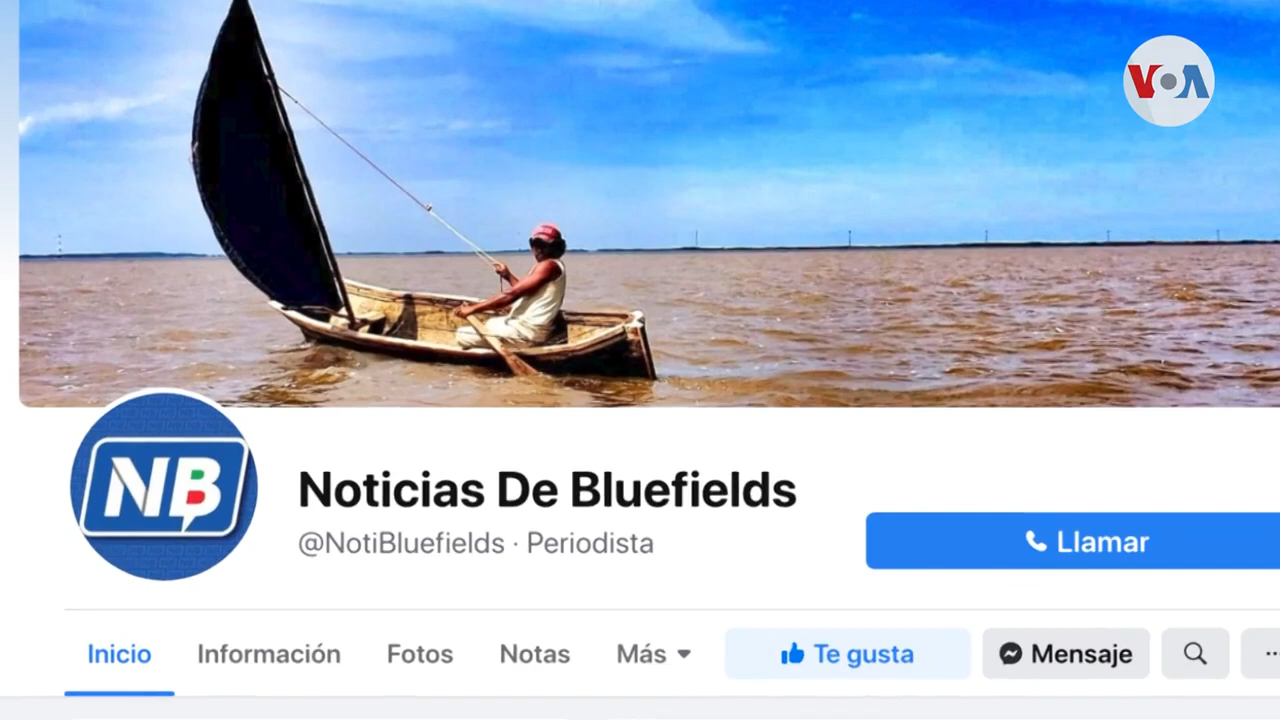 VOA
NB
Noticias De Bluefields
@NotiBluefields · Periodista
Llamar
Inicio
Información
Fotos
Notas
Más
Te gusta
Mensaje